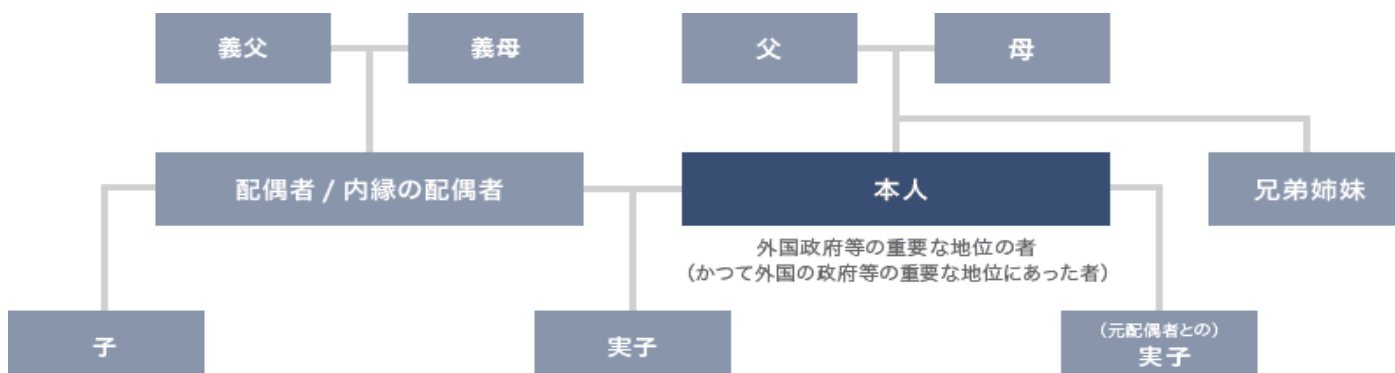 義父
義母
父
母
配偶者 / 内縁の配偶者
本人
兄弟姉妹
外国政府等の重要な地位の者
（かつて外国の政府等の重要な地位にあった者）
子
実子
（元配偶者との）
実子